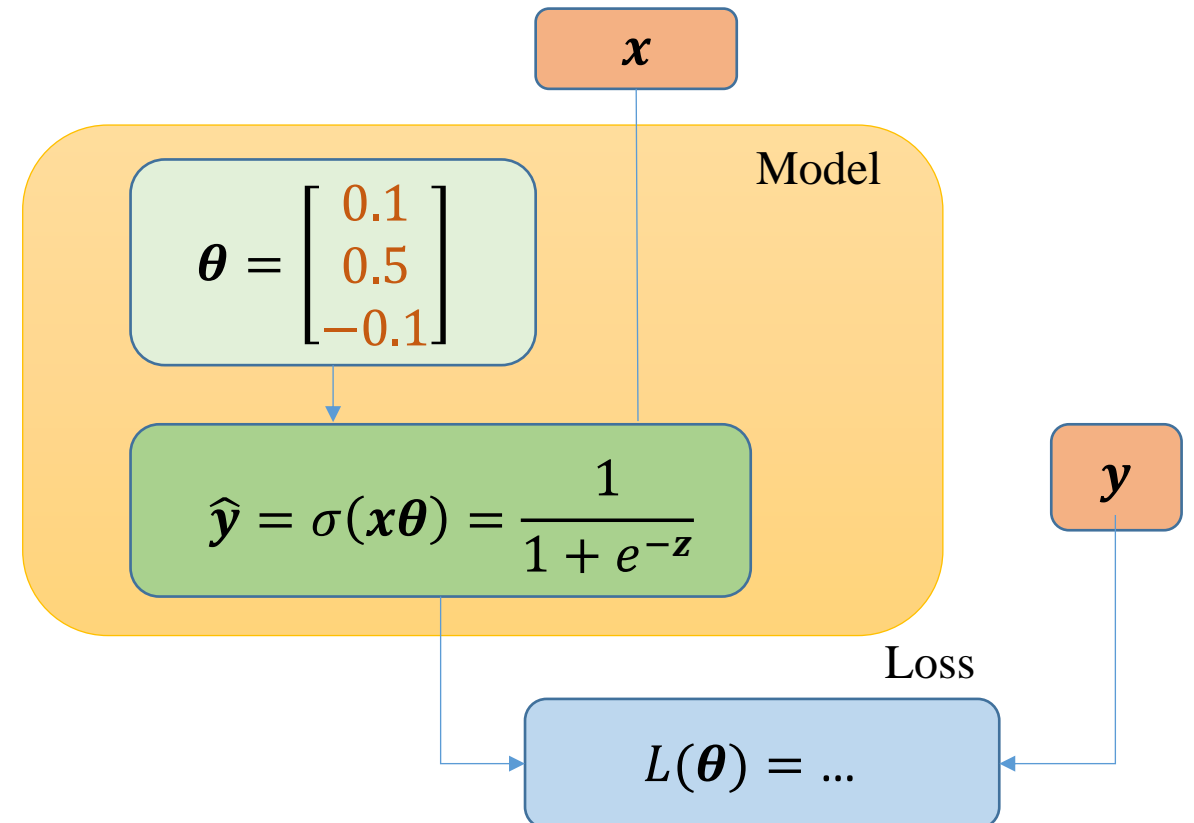 x
Model
θ = [0.1
0.5
−0.1]
ŷ = σ(xθ) = 1 / (1 + e^−z)
y
Loss
L(θ) = ...